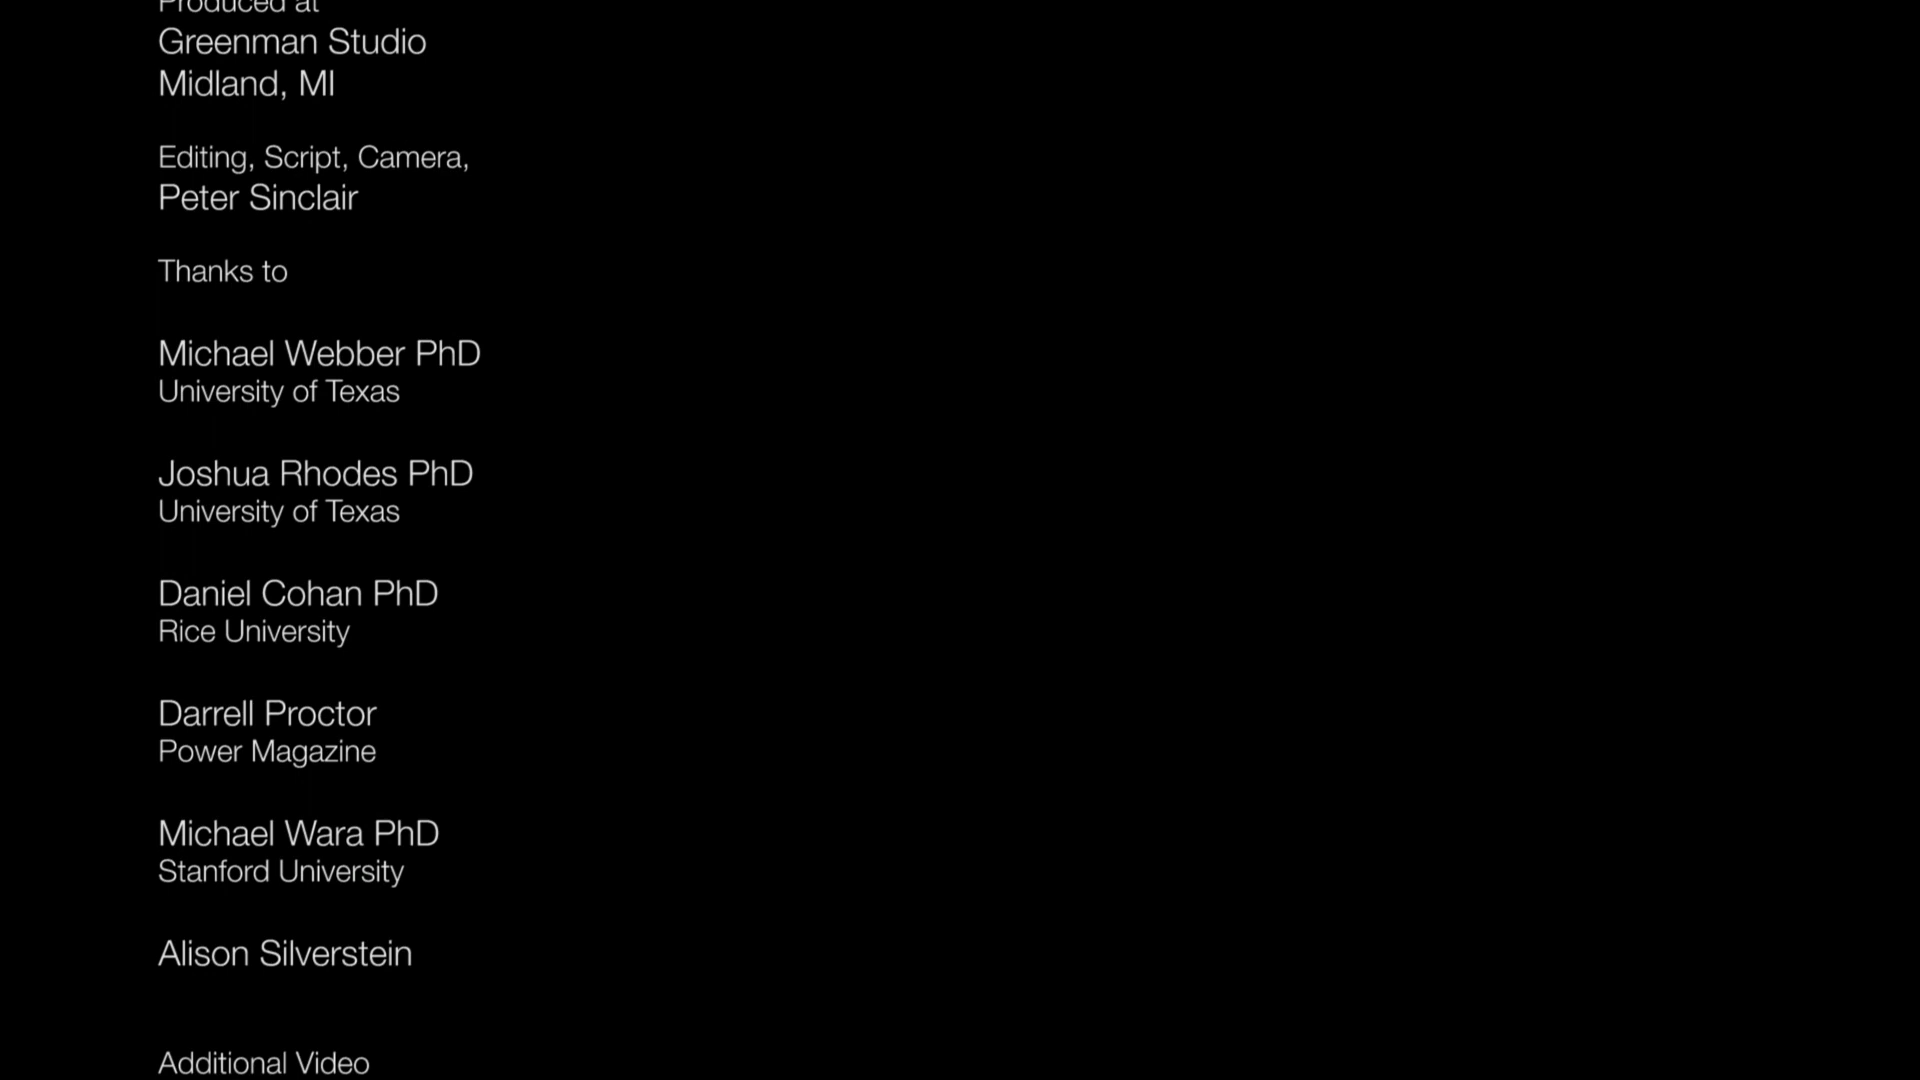 Produced at
Greenman Studio
Midland, MI
Editing, Script, Camera,
Peter Sinclair
Thanks to
Michael Webber PhD
University of Texas
Joshua Rhodes PhD
University of Texas
Daniel Cohan PhD
Rice University
Darrell Proctor
Power Magazine
Michael Wara PhD
Stanford University
Alison Silverstein
Additional Video